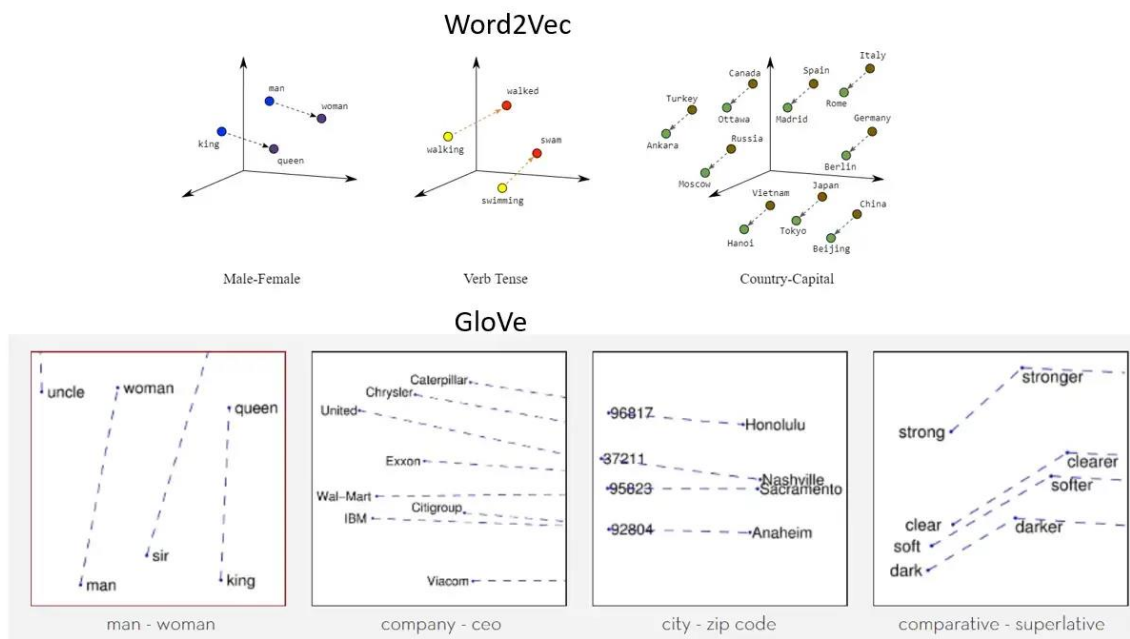 Word2Vec
man
woman
king
queen
Male-Female
walked
walking
swam
swimming
Verb Tense
Italy
Canada
Spain
Turkey
Rome
Ottawa
Madrid
Germany
Ankara
Russia
Berlin
Moscow
Vietnam
Japan
China
Hanoi
Tokyo
Beijing
Country-Capital
GloVe
uncle
woman
queen
sir
man
king
man - woman
Caterpillar
Chrysler
United
Exxon
Wal-Mart
Citigroup
IBM
Viacom
company - ceo
96817
Honolulu
37211
Nashville
95823
Sacramento
92804
Anaheim
city - zip code
stronger
strong
clearer
softer
clear
darker
soft
dark
comparative - superlative